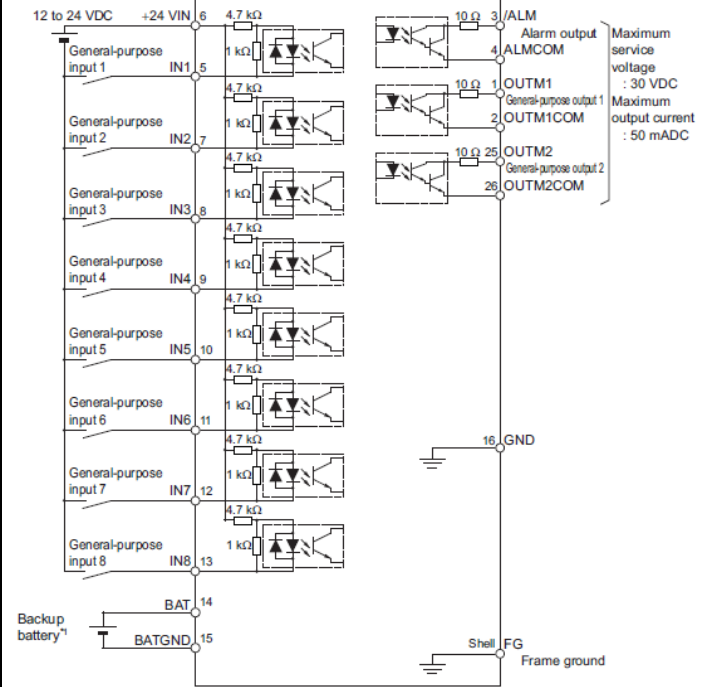 12 to 24 VDC
+24 VIN
6
4.7 kΩ
General-purpose
input 1
IN1
5
1 kΩ
4.7 kΩ
General-purpose
input 2
IN2
7
1 kΩ
4.7 kΩ
General-purpose
input 3
IN3
8
1 kΩ
4.7 kΩ
General-purpose
input 4
IN4
9
1 kΩ
4.7 kΩ
General-purpose
input 5
IN5
10
1 kΩ
4.7 kΩ
General-purpose
input 6
IN6
11
1 kΩ
4.7 kΩ
General-purpose
input 7
IN7
12
1 kΩ
4.7 kΩ
General-purpose
input 8
IN8
13
1 kΩ
Backup
battery*1
BAT
14
BATGND
15
10 Ω
3
/ALM
Alarm output
4
ALMCOM
10 Ω
1
OUTM1
General-purpose output 1
2
OUTM1COM
10 Ω
25
OUTM2
General-purpose output 2
26
OUTM2COM
Maximum
service
voltage
: 30 VDC
Maximum
output current
: 50 mADC
16
GND
Shell
FG
Frame ground